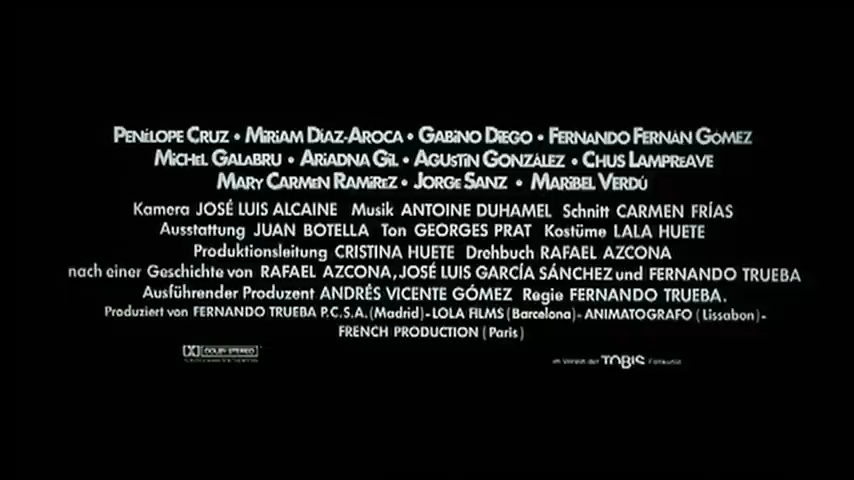 PENÉLOPE CRUZ • MIRIAM DÍAZ-AROCA • GABINO DIEGO • FERNANDO FERNÁN GÓMEZ
MICHEL GALABRU • ARIADNA GIL • AGUSTÍN GONZÁLEZ • CHUS LAMPREAVE
MARY CARMEN RAMÍREZ • JORGE SANZ • MARIBEL VERDÚ
Kamera JOSÉ LUIS ALCAINE Musik ANTOINE DUHAMEL Schnitt CARMEN FRÍAS
Ausstattung JUAN BOTELLA Ton GEORGES PRAT Kostüme LALA HUETE
Produktionsleitung CRISTINA HUETE Drehbuch RAFAEL AZCONA
nach einer Geschichte von RAFAEL AZCONA, JOSÉ LUIS GARCÍA SÁNCHEZ und FERNANDO TRUEBA
Ausführender Produzent ANDRÉS VICENTE GÓMEZ Regie FERNANDO TRUEBA.
Produziert von FERNANDO TRUEBA P.C.S.A. (Madrid)-LOLA FILMS (Barcelona)-ANIMATOGRAFO (Lissabon)-
FRENCH PRODUCTION (Paris)
DOLBY STEREO
im Verleih der TOBIS Filmkunst